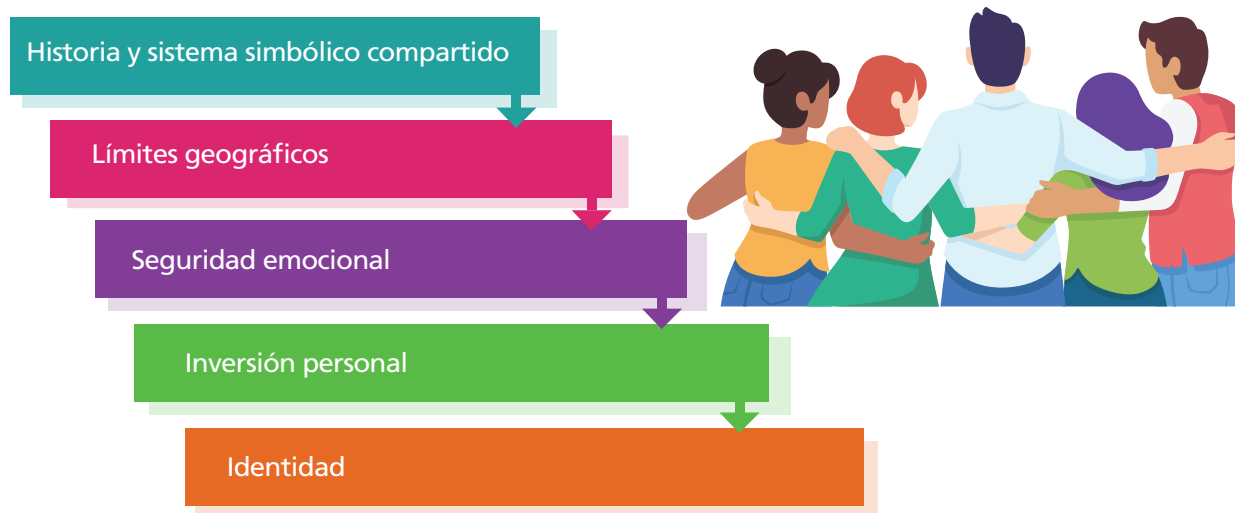 Historia y sistema simbólico compartido
Límites geográficos
Seguridad emocional
Inversión personal
Identidad